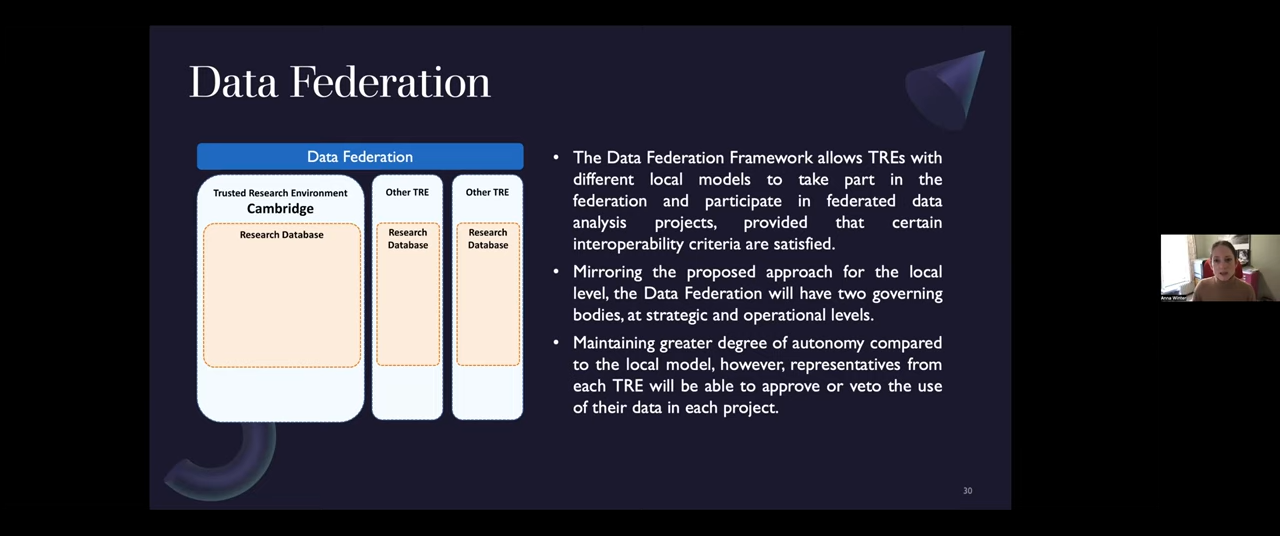 Data Federation
Data Federation
Trusted Research Environment
Cambridge
Research Database
Other TRE
Research
Database
Other TRE
Research
Database
• The Data Federation Framework allows TREs with
different local models to take part in the
federation and participate in federated data
analysis projects, provided that certain
interoperability criteria are satisfied.
• Mirroring the proposed approach for the local
level, the Data Federation will have two governing
bodies, at strategic and operational levels.
• Maintaining greater degree of autonomy compared
to the local model, however, representatives from
each TRE will be able to approve or veto the use
of their data in each project.
30
Anna Winter